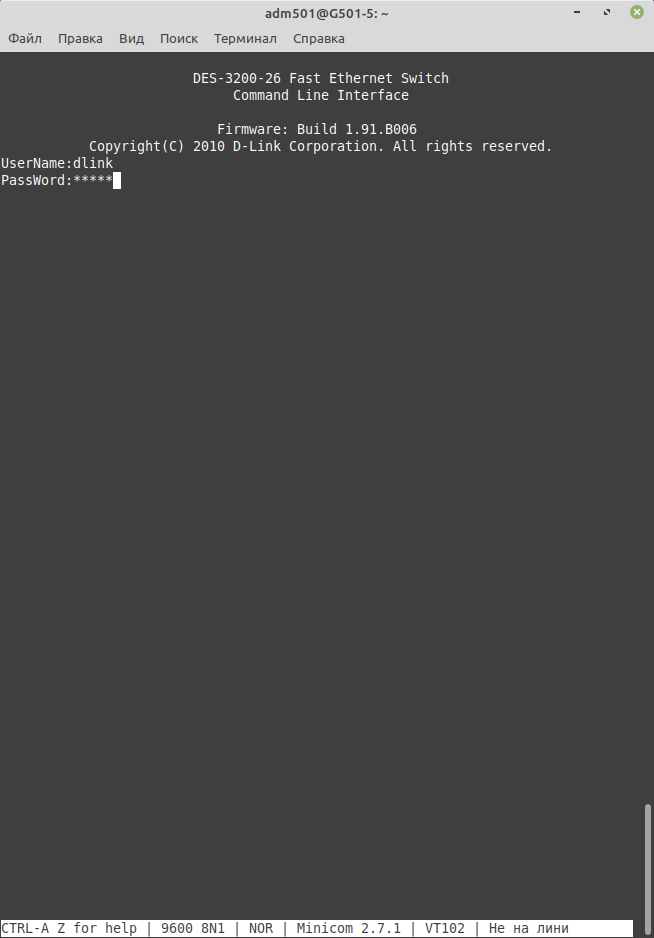 adm501@G501-5: ~
Файл Правка Вид Поиск Терминал Справка
DES-3200-26 Fast Ethernet Switch
Command Line Interface
Firmware: Build 1.91.B006
Copyright(C) 2010 D-Link Corporation. All rights reserved.
UserName:dlink
PassWord:*****
CTRL-A Z for help | 9600 8N1 | NOR | Minicom 2.7.1 | VT102 | Не на лини